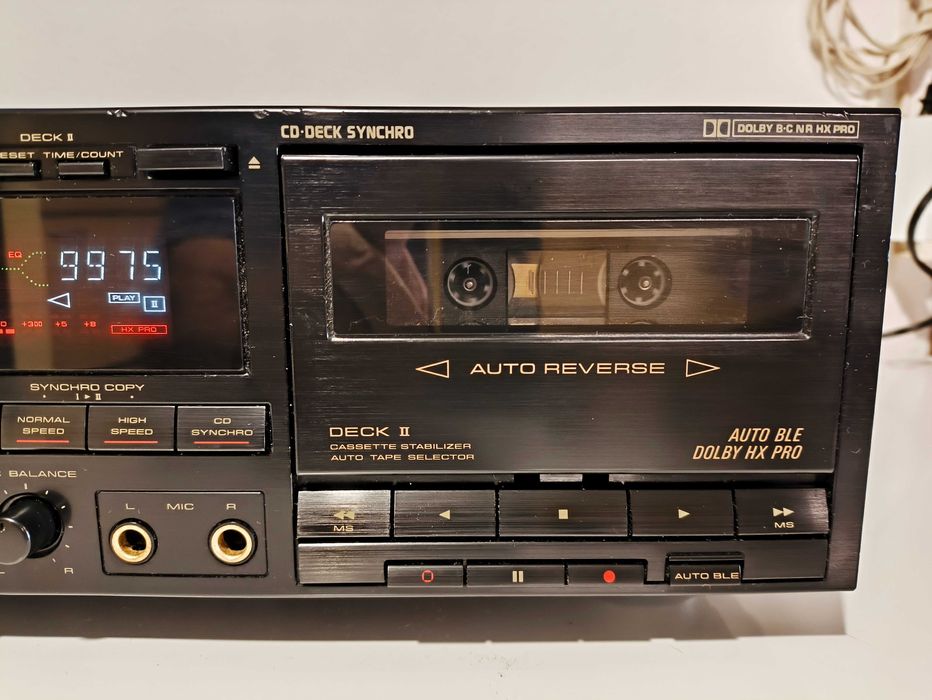 DECK II
CD·DECK SYNCHRO
DOLBY B·C NR HX PRO
ESET TIME/COUNT
EQ
9975
PLAY II
+300 +5 +8 HX PRO
AUTO REVERSE
SYNCHRO COPY
I ▸ II
NORMAL SPEED
HIGH SPEED
CD SYNCHRO
DECK II
CASSETTE STABILIZER
AUTO TAPE SELECTOR
AUTO BLE
DOLBY HX PRO
BALANCE
L MIC R
L R
MS
MS
AUTO BLE